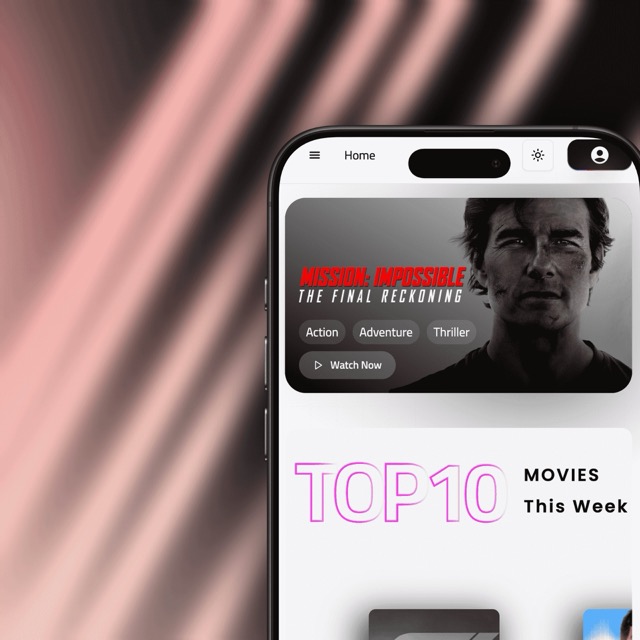 Home
MISSION: IMPOSSIBLE
THE FINAL RECKONING
Action Adventure Thriller
Watch Now
TOP10
MOVIES
This Week